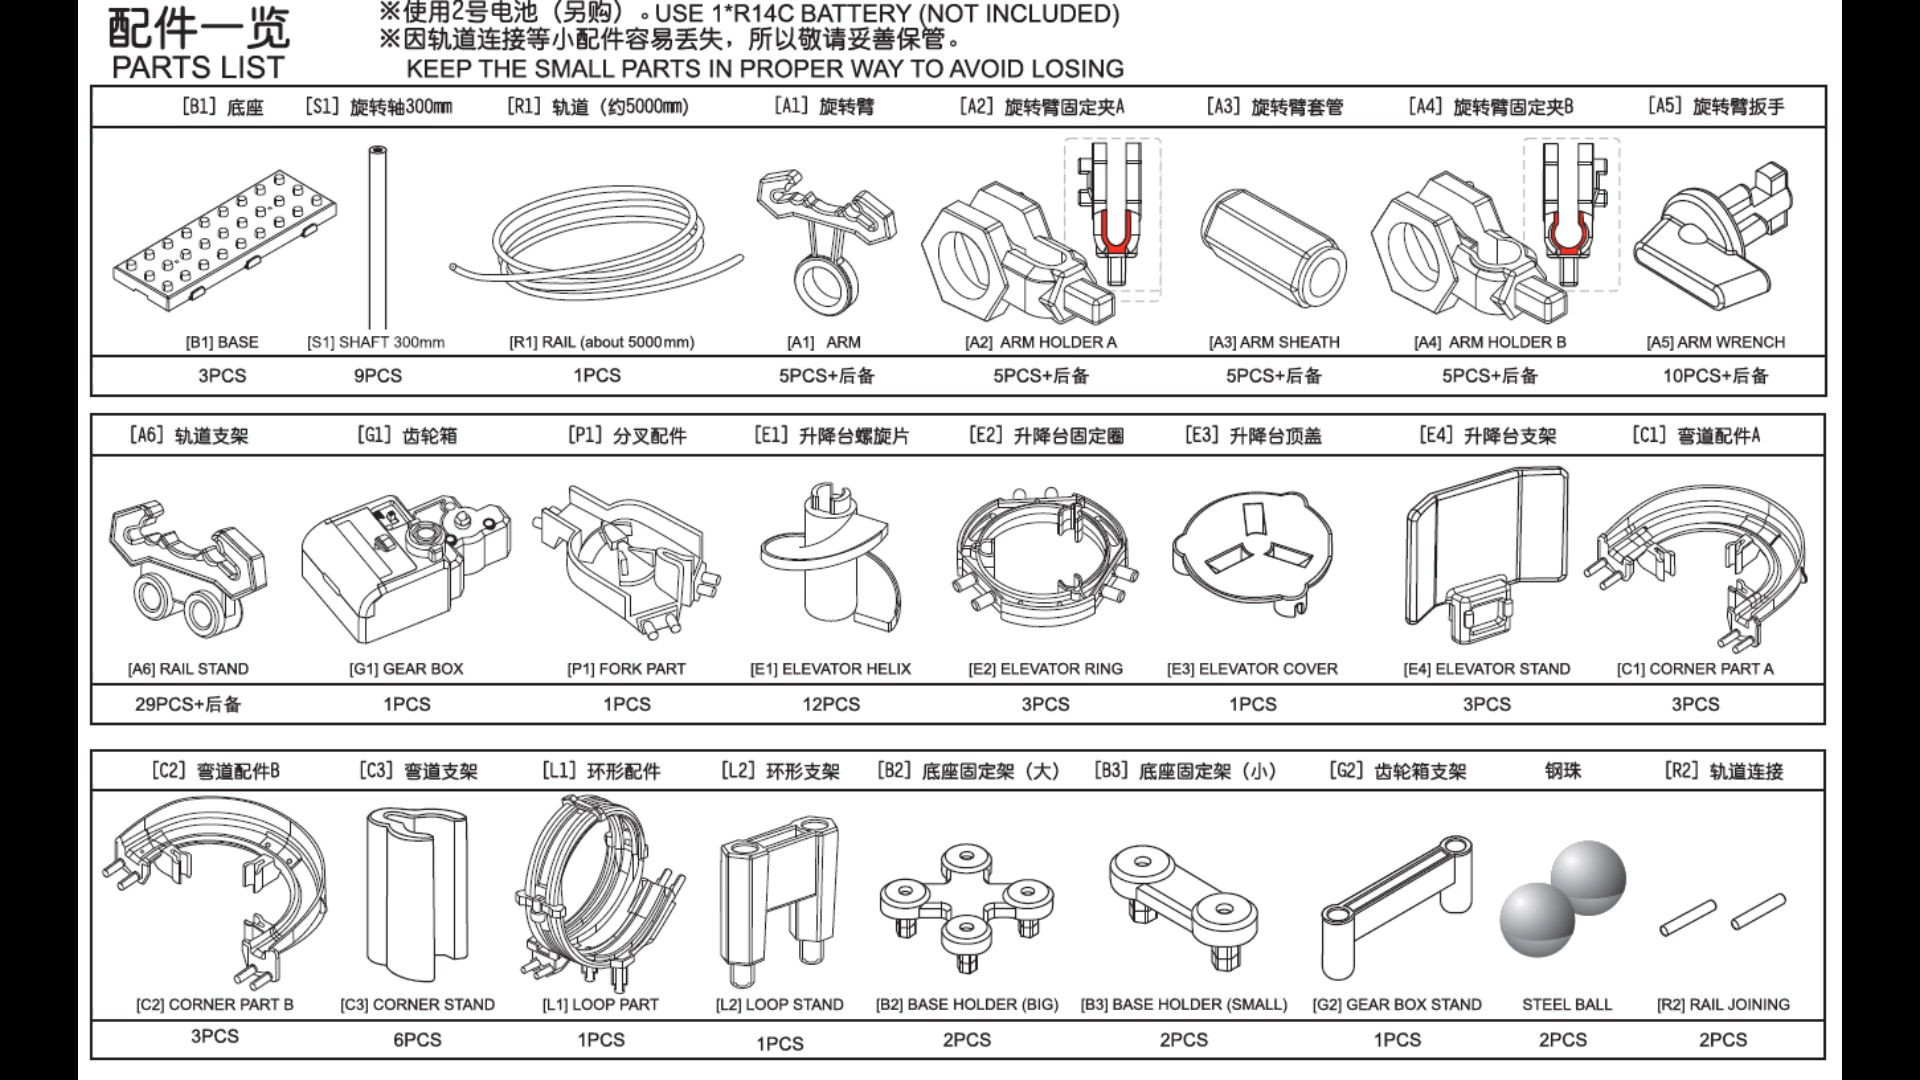 配件一览
PARTS LIST
※使用2号电池（另购）。USE 1*R14C BATTERY (NOT INCLUDED)
※因轨道连接等小配件容易丢失，所以敬请妥善保管。
KEEP THE SMALL PARTS IN PROPER WAY TO AVOID LOSING
[B1] 底座 [S1] 旋转轴300mm [R1] 轨道（约5000mm） [A1] 旋转臂 [A2] 旋转臂固定夹A [A3] 旋转臂套管 [A4] 旋转臂固定夹B [A5] 旋转臂扳手
[B1] BASE [S1] SHAFT 300mm [R1] RAIL (about 5000mm) [A1] ARM [A2] ARM HOLDER A [A3] ARM SHEATH [A4] ARM HOLDER B [A5] ARM WRENCH
3PCS 9PCS 1PCS 5PCS+后备 5PCS+后备 5PCS+后备 5PCS+后备 10PCS+后备
[A6] 轨道支架 [G1] 齿轮箱 [P1] 分叉配件 [E1] 升降台螺旋片 [E2] 升降台固定圈 [E3] 升降台顶盖 [E4] 升降台支架 [C1] 弯道配件A
[A6] RAIL STAND [G1] GEAR BOX [P1] FORK PART [E1] ELEVATOR HELIX [E2] ELEVATOR RING [E3] ELEVATOR COVER [E4] ELEVATOR STAND [C1] CORNER PART A
29PCS+后备 1PCS 1PCS 12PCS 3PCS 1PCS 3PCS 3PCS
[C2] 弯道配件B [C3] 弯道支架 [L1] 环形配件 [L2] 环形支架 [B2] 底座固定架（大） [B3] 底座固定架（小） [G2] 齿轮箱支架 钢珠 [R2] 轨道连接
[C2] CORNER PART B [C3] CORNER STAND [L1] LOOP PART [L2] LOOP STAND [B2] BASE HOLDER (BIG) [B3] BASE HOLDER (SMALL) [G2] GEAR BOX STAND STEEL BALL [R2] RAIL JOINING
3PCS 6PCS 1PCS 1PCS 2PCS 2PCS 1PCS 2PCS 2PCS